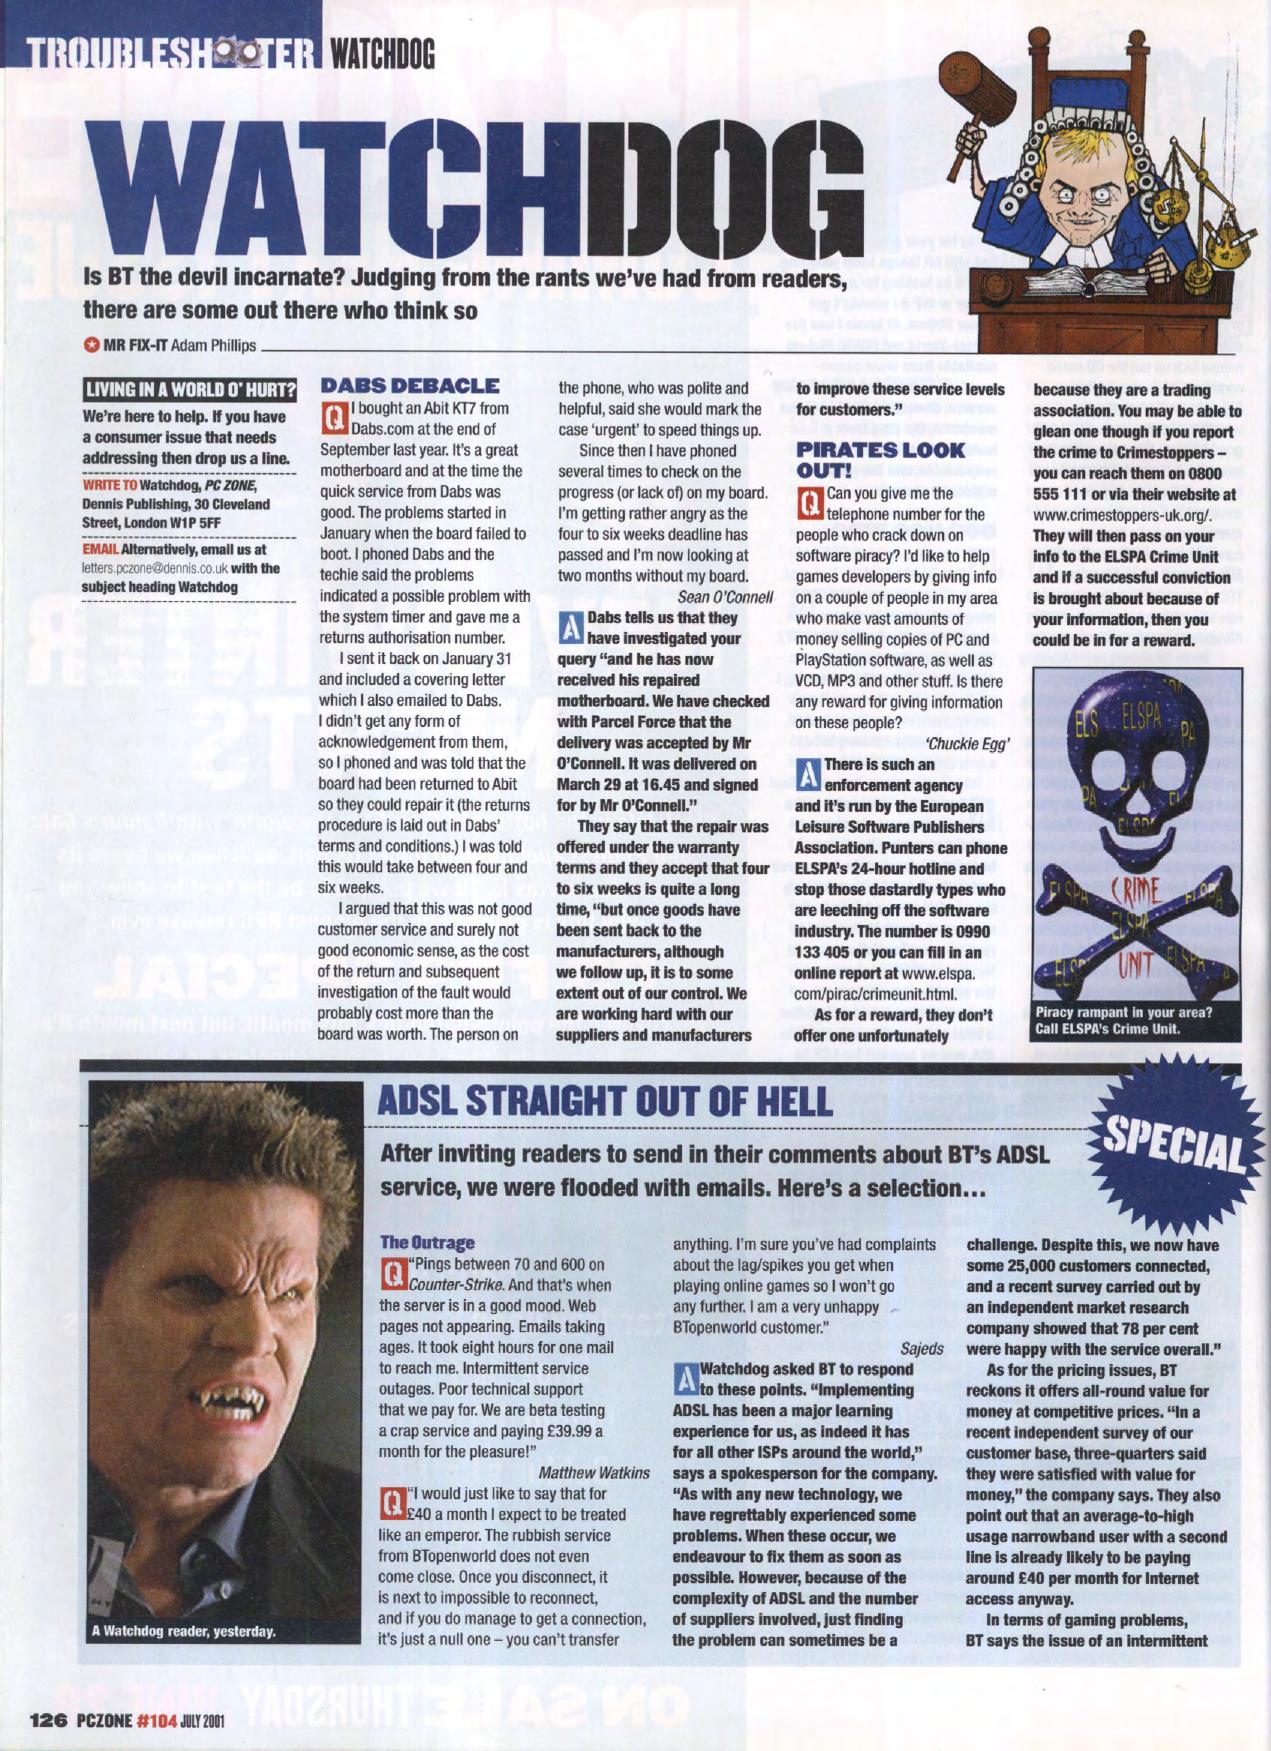 TROUBLESHOOTER WATCHDOG
WATCHDOG
Is BT the devil incarnate? Judging from the rants we've had from readers,
there are some out there who think so
MR FIX-IT Adam Phillips
LIVING IN A WORLD O' HURT?
We're here to help. If you have
a consumer issue that needs
addressing then drop us a line.
WRITE TO Watchdog, PC ZONE,
Dennis Publishing, 30 Cleveland
Street, London W1P 5FF
EMAIL Alternatively, email us at
letters.pczone@dennis.co.uk with the
subject heading Watchdog
DABS DEBACLE
Q I bought an Abit KT7 from
Dabs.com at the end of
September last year. It's a great
motherboard and at the time the
quick service from Dabs was
good. The problems started in
January when the board failed to
boot. I phoned Dabs and the
techie said the problems
indicated a possible problem with
the system timer and gave me a
returns authorisation number.
I sent it back on January 31
and included a covering letter
which I also emailed to Dabs.
I didn't get any form of
acknowledgement from them,
so I phoned and was told that the
board had been returned to Abit
so they could repair it (the returns
procedure is laid out in Dabs'
terms and conditions.) I was told
this would take between four and
six weeks.
I argued that this was not good
customer service and surely not
good economic sense, as the cost
of the return and subsequent
investigation of the fault would
probably cost more than the
board was worth. The person on
the phone, who was polite and
helpful, said she would mark the
case 'urgent' to speed things up.
Since then I have phoned
several times to check on the
progress (or lack of) on my board.
I'm getting rather angry as the
four to six weeks deadline has
passed and I'm now looking at
two months without my board.
Sean O'Connell
A Dabs tells us that they
have investigated your
query "and he has now
received his repaired
motherboard. We have checked
with Parcel Force that the
delivery was accepted by Mr
O'Connell. It was delivered on
March 29 at 16.45 and signed
for by Mr O'Connell."
They say that the repair was
offered under the warranty
terms and they accept that four
to six weeks is quite a long
time, "but once goods have
been sent back to the
manufacturers, although
we follow up, it is to some
extent out of our control. We
are working hard with our
suppliers and manufacturers
to improve these service levels
for customers."
PIRATES LOOK
OUT!
Q Can you give me the
telephone number for the
people who crack down on
software piracy? I'd like to help
games developers by giving info
on a couple of people in my area
who make vast amounts of
money selling copies of PC and
PlayStation software, as well as
VCD, MP3 and other stuff. Is there
any reward for giving information
on these people?
'Chuckie Egg'
A There is such an
enforcement agency
and it's run by the European
Leisure Software Publishers
Association. Punters can phone
ELSPA's 24-hour hotline and
stop those dastardly types who
are leeching off the software
industry. The number is 0990
133 405 or you can fill in an
online report at www.elspa.
com/pirac/crimeunit.html.
As for a reward, they don't
offer one unfortunately
because they are a trading
association. You may be able to
glean one though if you report
the crime to Crimestoppers –
you can reach them on 0800
555 111 or via their website at
www.crimestoppers-uk.org/.
They will then pass on your
info to the ELSPA Crime Unit
and if a successful conviction
is brought about because of
your information, then you
could be in for a reward.
ELS ELSPA PA
CRIME
ELSPA
UNIT
Piracy rampant in your area?
Call ELSPA's Crime Unit.
SPECIAL
ADSL STRAIGHT OUT OF HELL
After inviting readers to send in their comments about BT's ADSL
service, we were flooded with emails. Here's a selection...
The Outrage
Q "Pings between 70 and 600 on
Counter-Strike. And that's when
the server is in a good mood. Web
pages not appearing. Emails taking
ages. It took eight hours for one mail
to reach me. Intermittent service
outages. Poor technical support
that we pay for. We are beta testing
a crap service and paying £39.99 a
month for the pleasure!"
Matthew Watkins
Q "I would just like to say that for
£40 a month I expect to be treated
like an emperor. The rubbish service
from BTopenworld does not even
come close. Once you disconnect, it
is next to impossible to reconnect,
and if you do manage to get a connection,
it's just a null one – you can't transfer
anything. I'm sure you've had complaints
about the lag/spikes you get when
playing online games so I won't go
any further. I am a very unhappy
BTopenworld customer."
Sajeds
A Watchdog asked BT to respond
to these points. "Implementing
ADSL has been a major learning
experience for us, as indeed it has
for all other ISPs around the world,"
says a spokesperson for the company.
"As with any new technology, we
have regrettably experienced some
problems. When these occur, we
endeavour to fix them as soon as
possible. However, because of the
complexity of ADSL and the number
of suppliers involved, just finding
the problem can sometimes be a
challenge. Despite this, we now have
some 25,000 customers connected,
and a recent survey carried out by
an independent market research
company showed that 78 per cent
were happy with the service overall."
As for the pricing issues, BT
reckons it offers all-round value for
money at competitive prices. "In a
recent independent survey of our
customer base, three-quarters said
they were satisfied with value for
money," the company says. They also
point out that an average-to-high
usage narrowband user with a second
line is already likely to be paying
around £40 per month for Internet
access anyway.
In terms of gaming problems,
BT says the issue of an intermittent
A Watchdog reader, yesterday.
126 PCZONE #104 JULY 2001